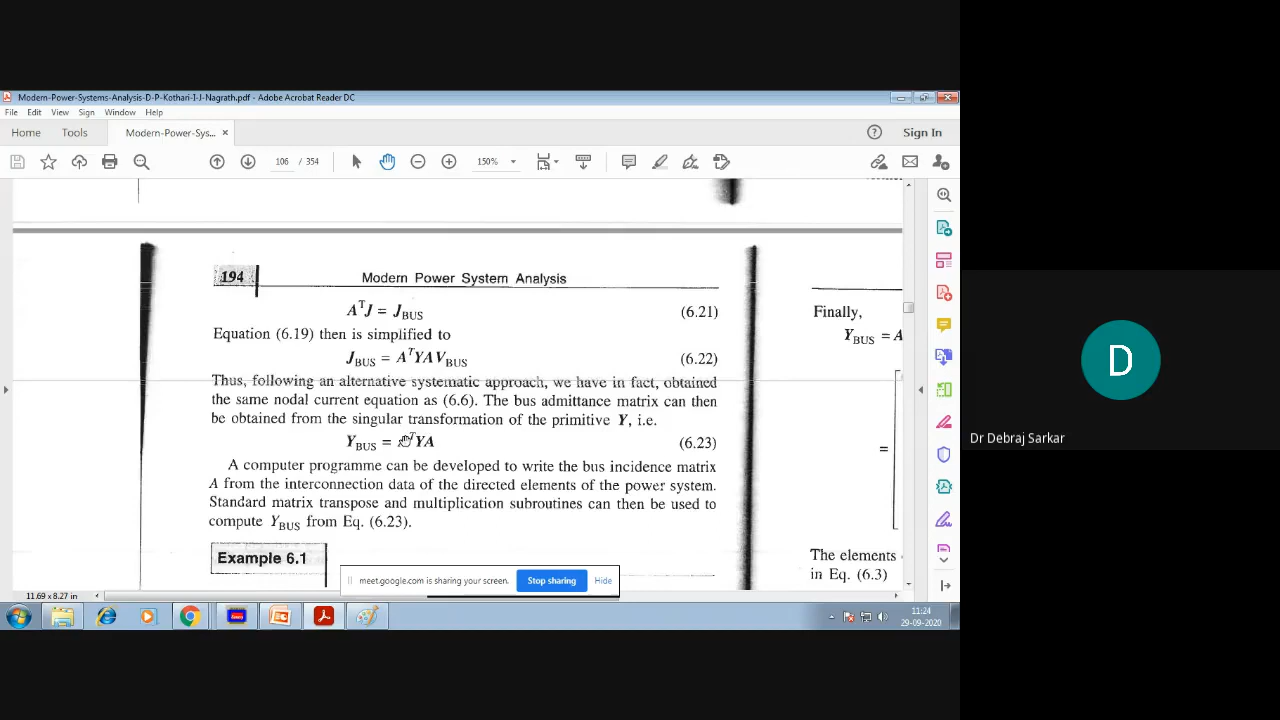 Modern-Power-Systems-Analysis-D-P-Kothari-I-J-Nagrath.pdf - Adobe Acrobat Reader DC
File Edit View Sign Window Help
Home Tools Modern-Power-Sys... × Sign In
106 / 354 150%
194 Modern Power System Analysis
AᵀJ = J_BUS (6.21)
Equation (6.19) then is simplified to
J_BUS = AᵀYAV_BUS (6.22)
Thus, following an alternative systematic approach, we have in fact, obtained
the same nodal current equation as (6.6). The bus admittance matrix can then
be obtained from the singular transformation of the primitive Y, i.e.
Y_BUS = ᵀYA (6.23)
A computer programme can be developed to write the bus incidence matrix
A from the interconnection data of the directed elements of the power system.
Standard matrix transpose and multiplication subroutines can then be used to
compute Y_BUS from Eq. (6.23).
Example 6.1
Finally,
Y_BUS = A
=
The elements
in Eq. (6.3)
meet.google.com is sharing your screen. Stop sharing Hide
11.69 x 8.27 in
11:24
29-09-2020
D
Dr Debraj Sarkar